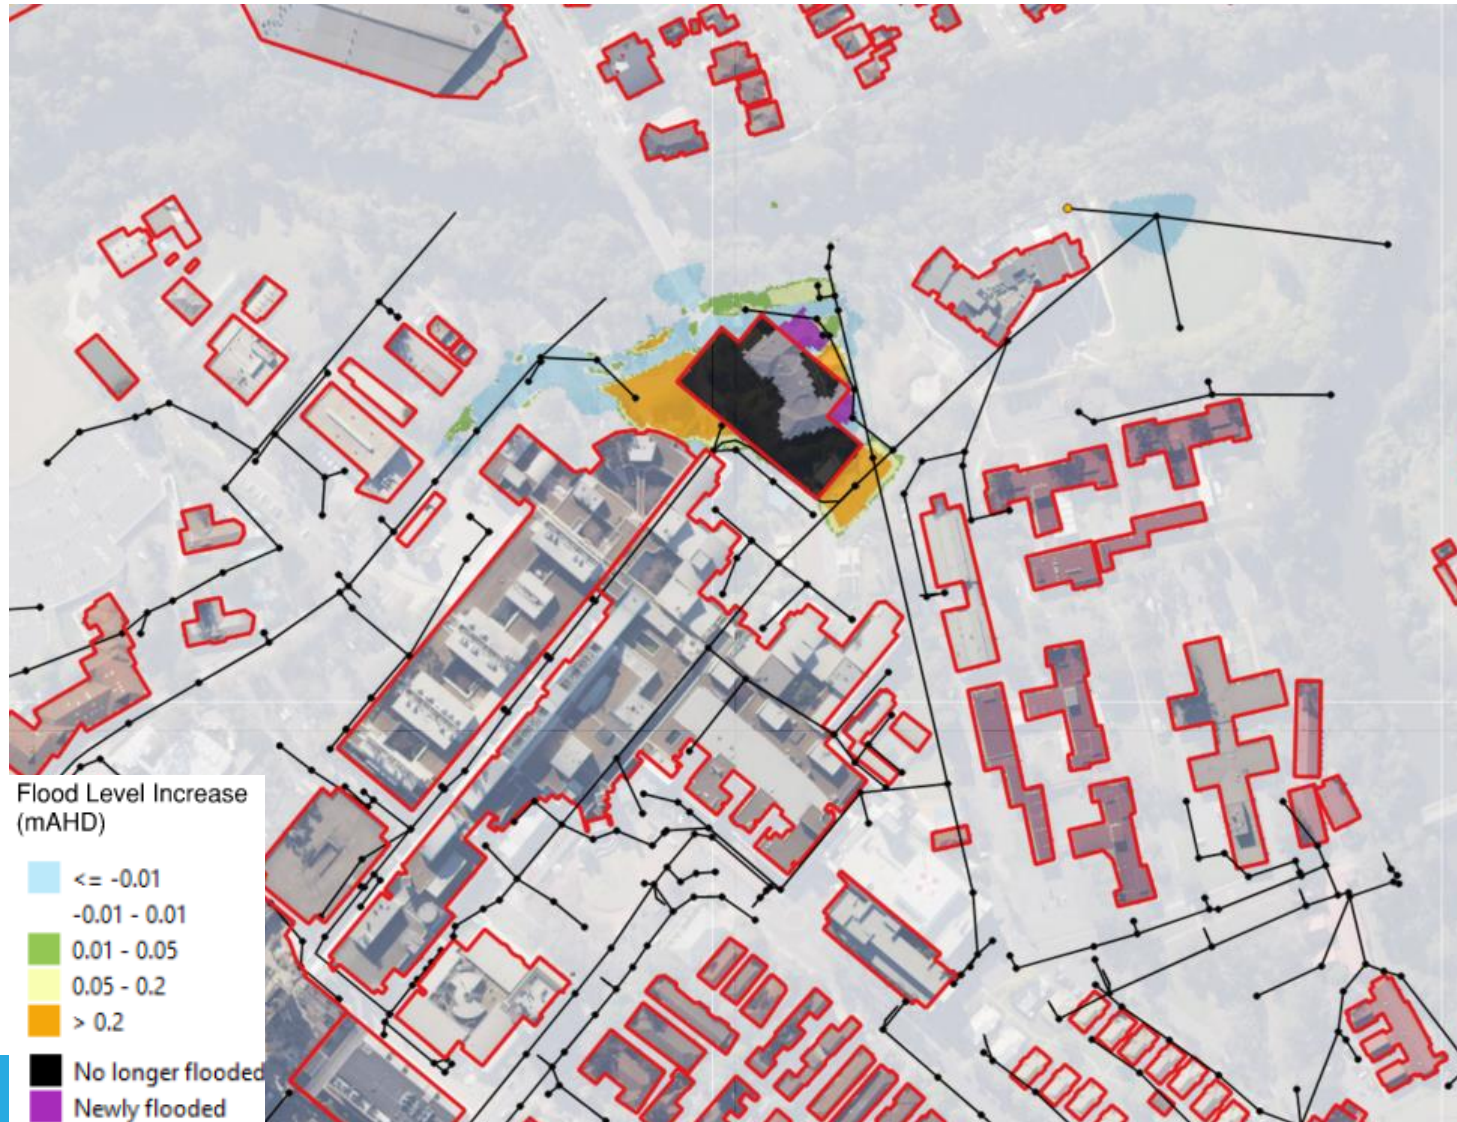 Flood Level Increase
(mAHD)
<= -0.01
-0.01 - 0.01
0.01 - 0.05
0.05 - 0.2
> 0.2
No longer flooded
Newly flooded